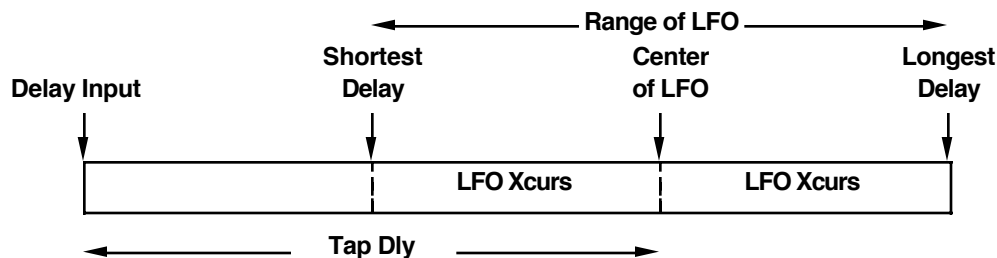 Range of LFO
Shortest Delay
Center of LFO
Longest Delay
Delay Input
LFO Xcurs
LFO Xcurs
Tap Dly